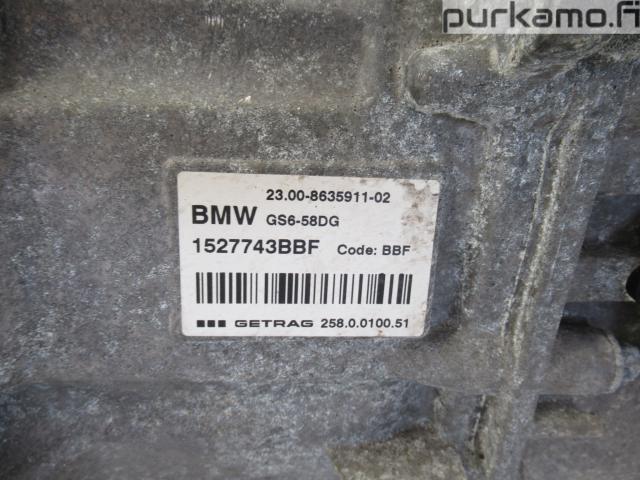 purkamo.fi
23.00-8635911-02
BMW GS6-58DG
1527743BBF Code: BBF
GETRAG 258.0.0100.51